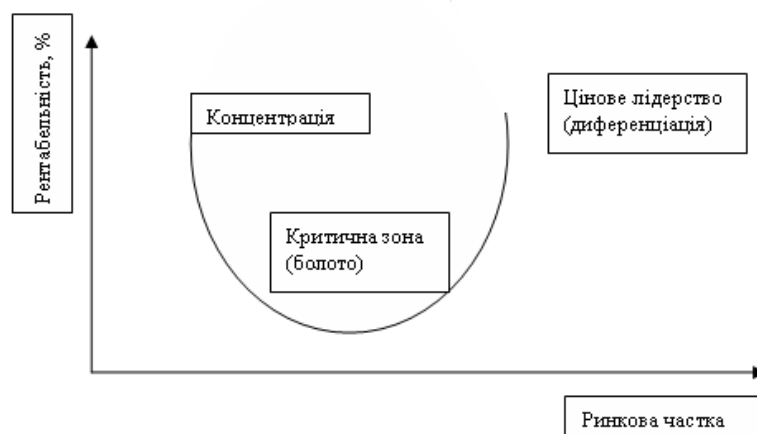 Рентабельність, %
Концентрація
Цінове лідерство
(диференціація)
Критична зона
(болото)
Ринкова частка